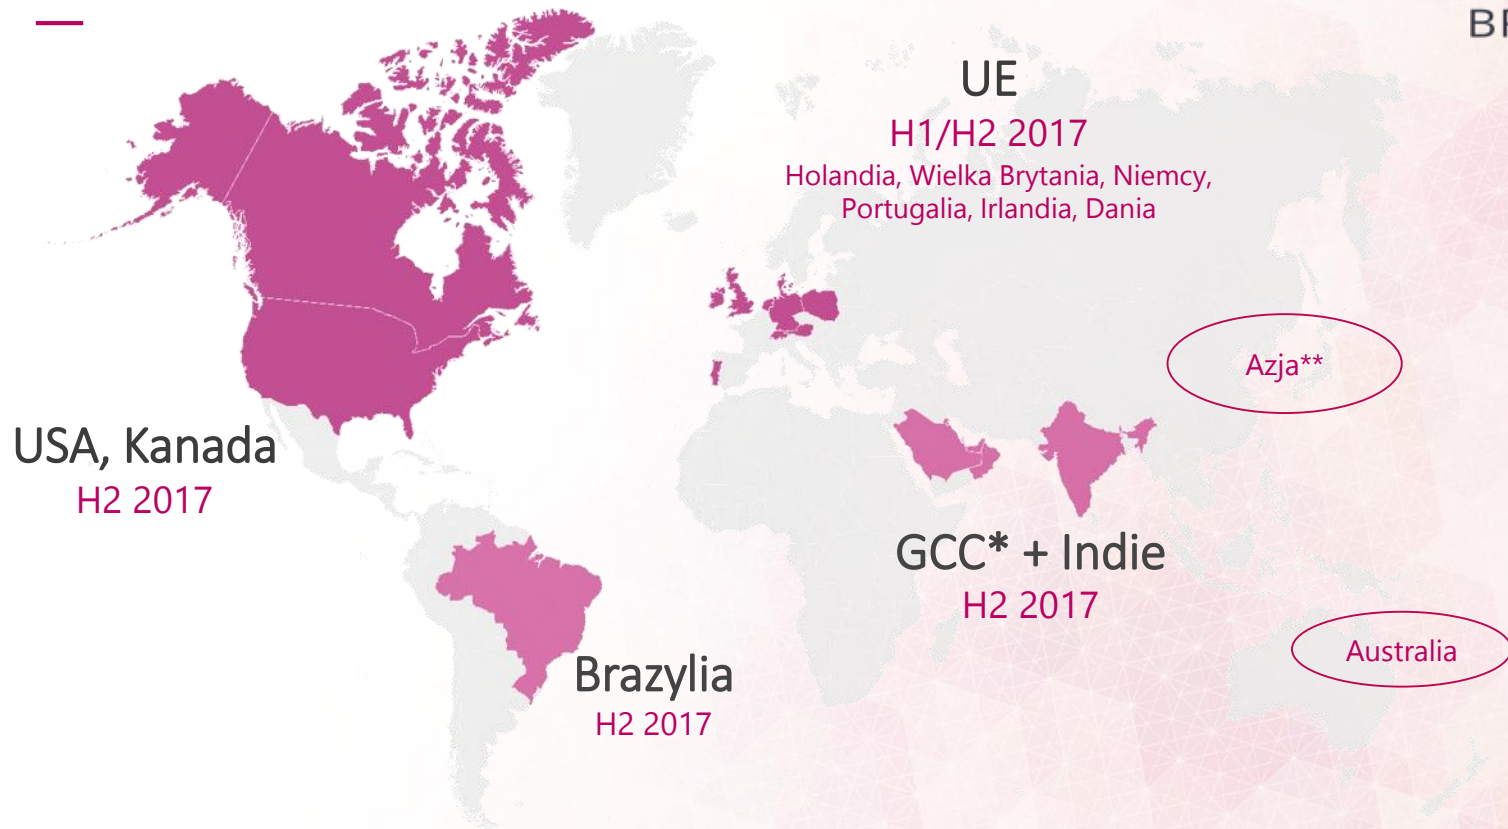 UE
H1/H2 2017
Holandia, Wielka Brytania, Niemcy,
Portugalia, Irlandia, Dania
Azja**
USA, Kanada
H2 2017
GCC* + Indie
H2 2017
Australia
Brazylia
H2 2017